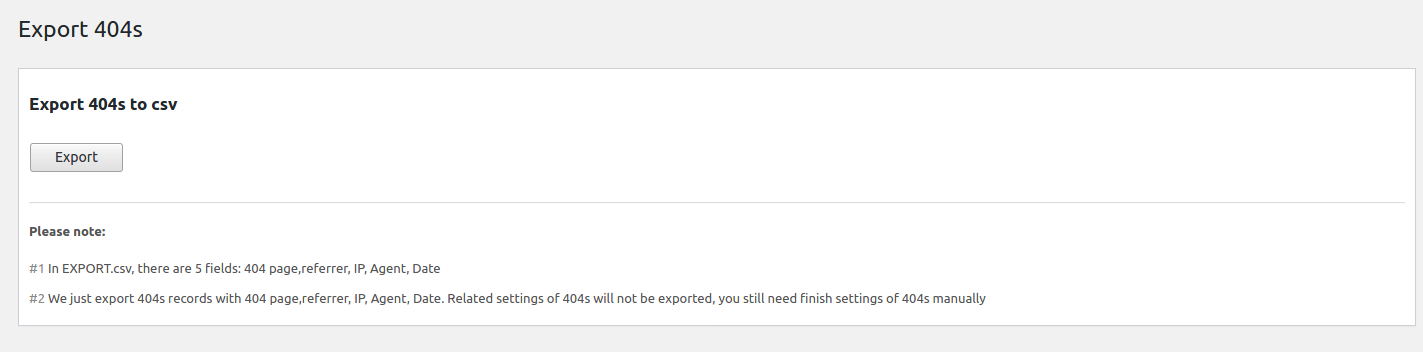 Export 404s
Export 404s to csv
Export
Please note:
#1 In EXPORT.csv, there are 5 fields: 404 page,referrer, IP, Agent, Date
#2 We just export 404s records with 404 page,referrer, IP, Agent, Date. Related settings of 404s will not be exported, you still need finish settings of 404s manually